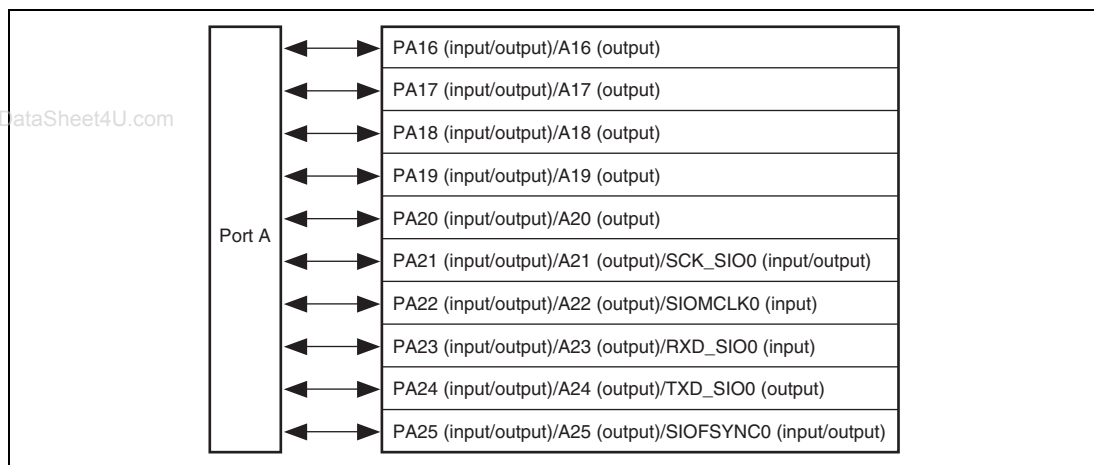 PA16 (input/output)/A16 (output)
PA17 (input/output)/A17 (output)
DataSheet4U.com
PA18 (input/output)/A18 (output)
PA19 (input/output)/A19 (output)
PA20 (input/output)/A20 (output)
Port A
PA21 (input/output)/A21 (output)/SCK_SIO0 (input/output)
PA22 (input/output)/A22 (output)/SIOMCLK0 (input)
PA23 (input/output)/A23 (output)/RXD_SIO0 (input)
PA24 (input/output)/A24 (output)/TXD_SIO0 (output)
PA25 (input/output)/A25 (output)/SIOFSYNC0 (input/output)